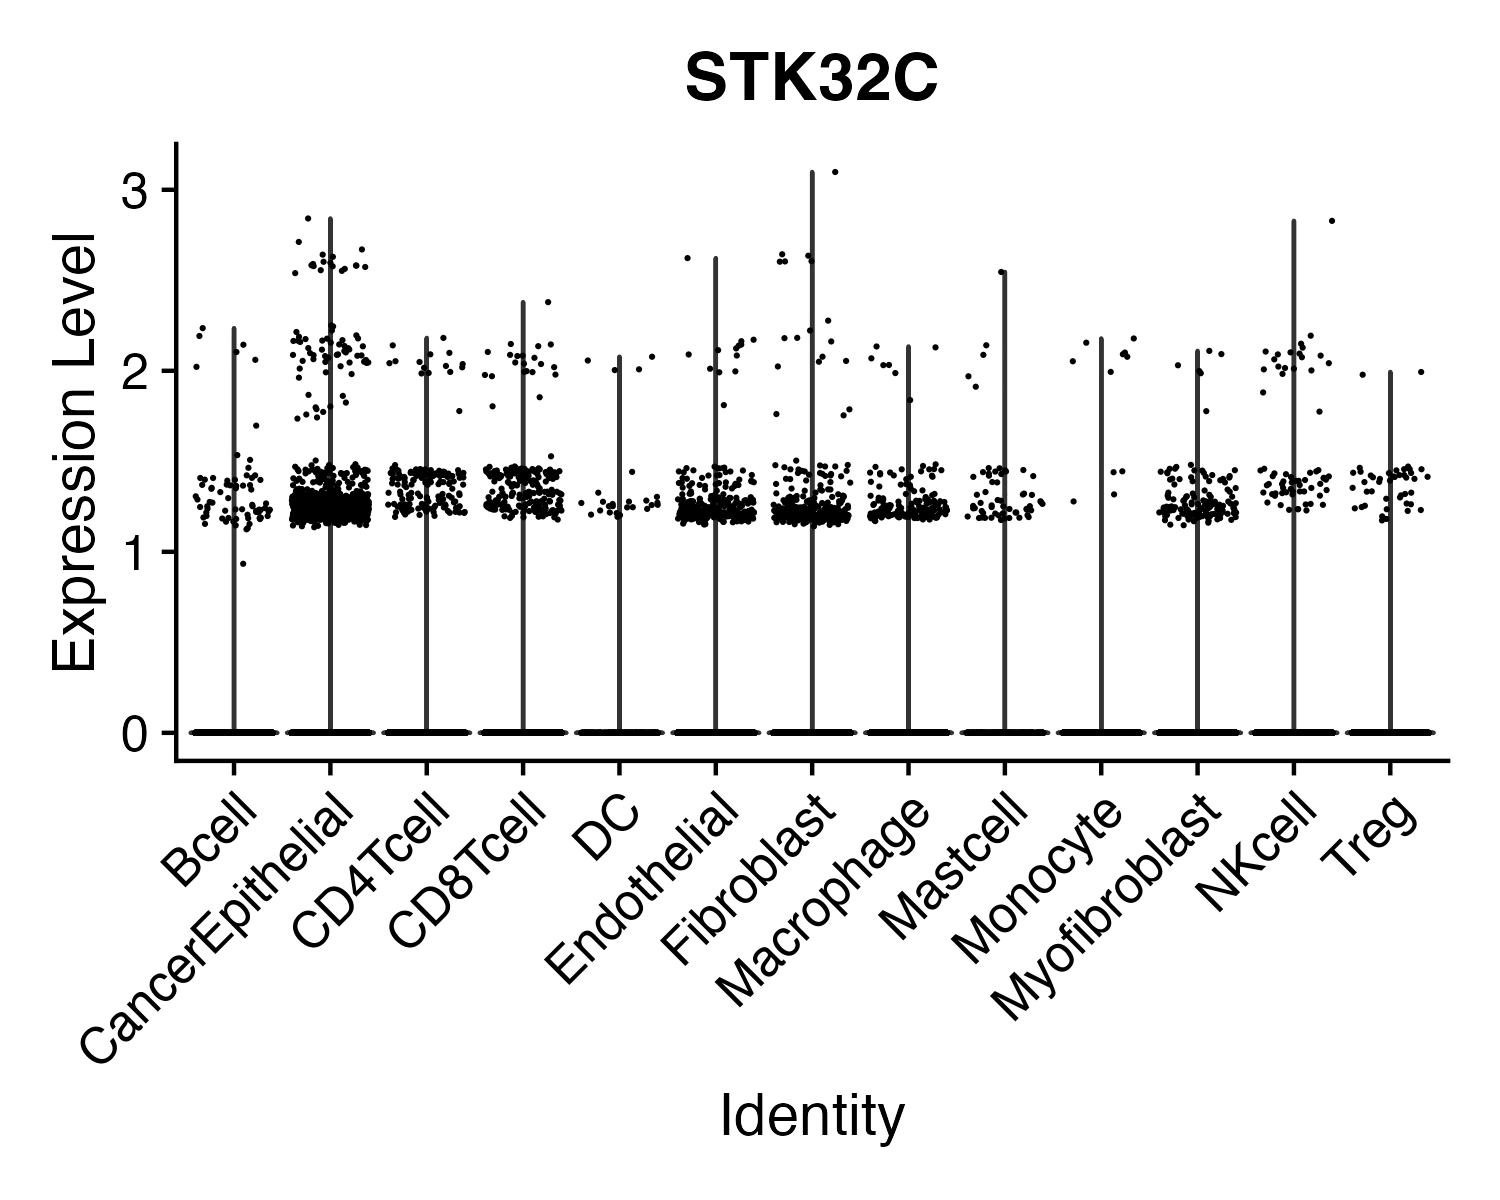 STK32C
Expression Level
3
2
1
0
Bcell
CancerEpithelial
CD4Tcell
CD8Tcell
DC
Endothelial
Fibroblast
Macrophage
Mastcell
Monocyte
Myofibroblast
NKcell
Treg
Identity